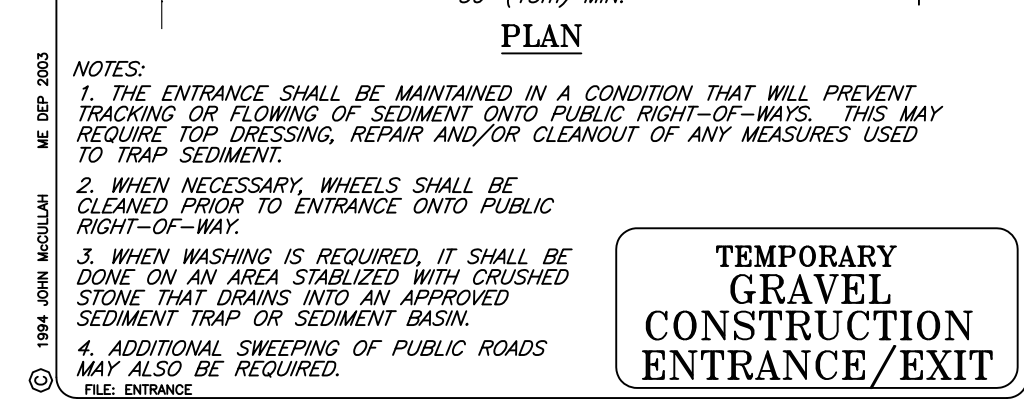 PLAN
NOTES:
1. THE ENTRANCE SHALL BE MAINTAINED IN A CONDITION THAT WILL PREVENT
TRACKING OR FLOWING OF SEDIMENT ONTO PUBLIC RIGHT-OF-WAYS. THIS MAY
REQUIRE TOP DRESSING, REPAIR AND/OR CLEANOUT OF ANY MEASURES USED
TO TRAP SEDIMENT.
2. WHEN NECESSARY, WHEELS SHALL BE
CLEANED PRIOR TO ENTRANCE ONTO PUBLIC
RIGHT-OF-WAY.
3. WHEN WASHING IS REQUIRED, IT SHALL BE
DONE ON AN AREA STABLIZED WITH CRUSHED
STONE THAT DRAINS INTO AN APPROVED
SEDIMENT TRAP OR SEDIMENT BASIN.
4. ADDITIONAL SWEEPING OF PUBLIC ROADS
MAY ALSO BE REQUIRED.
FILE: ENTRANCE
TEMPORARY
GRAVEL
CONSTRUCTION
ENTRANCE/EXIT
© 1994 JOHN McCULLAH ME DEP 2003